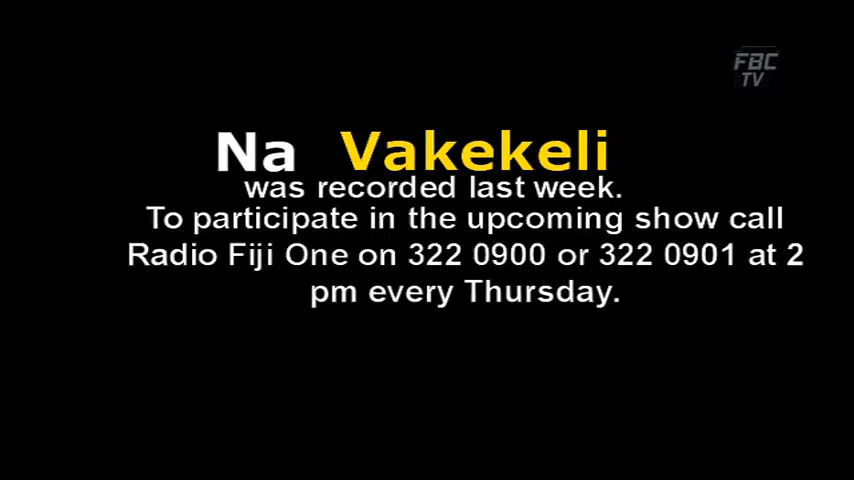 FBC
TV
Na Vakekeli
was recorded last week.
To participate in the upcoming show call
Radio Fiji One on 322 0900 or 322 0901 at 2
pm every Thursday.